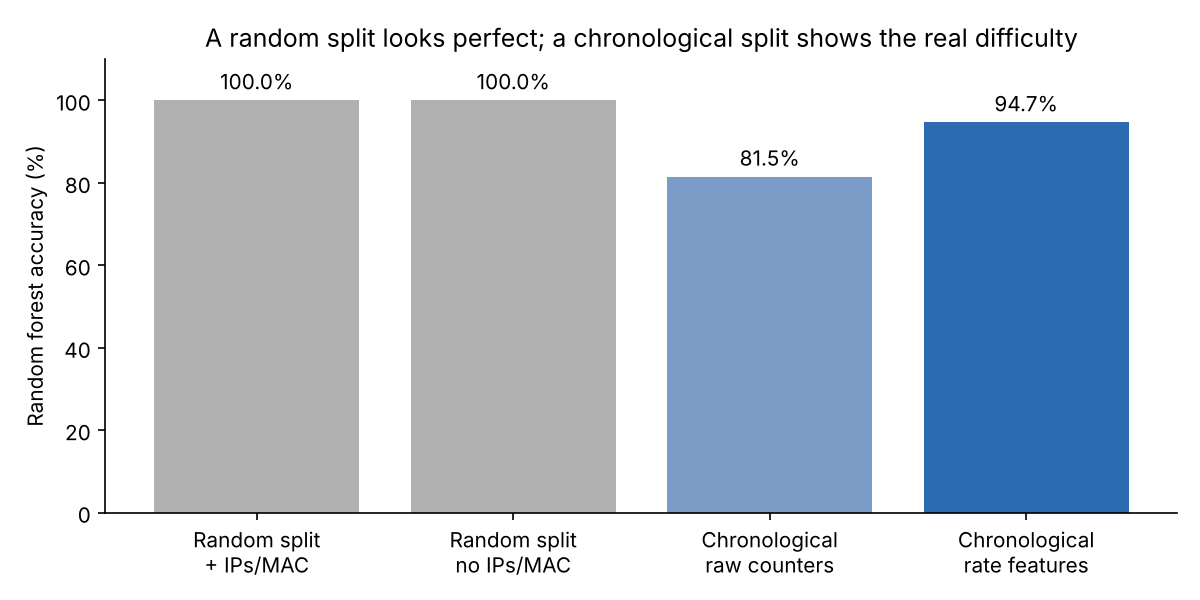 A random split looks perfect; a chronological split shows the real difficulty
100.0%
100.0%
81.5%
94.7%
Random forest accuracy (%)
100
80
60
40
20
0
Random split
+ IPs/MAC
Random split
no IPs/MAC
Chronological
raw counters
Chronological
rate features